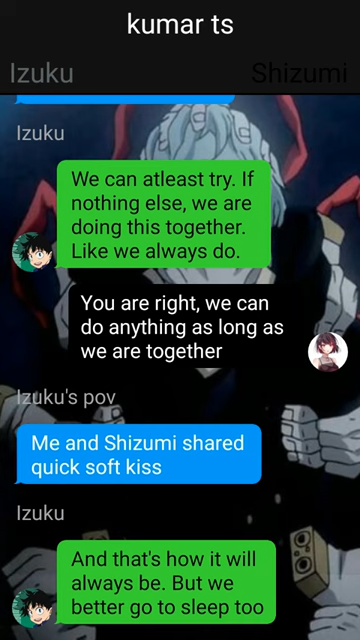 kumar ts
Izuku
Shizumi
Izuku
We can atleast try. If
nothing else, we are
doing this together.
Like we always do.
You are right, we can
do anything as long as
we are together
Izuku's pov
Me and Shizumi shared
quick soft kiss
Izuku
And that's how it will
always be. But we
better go to sleep too